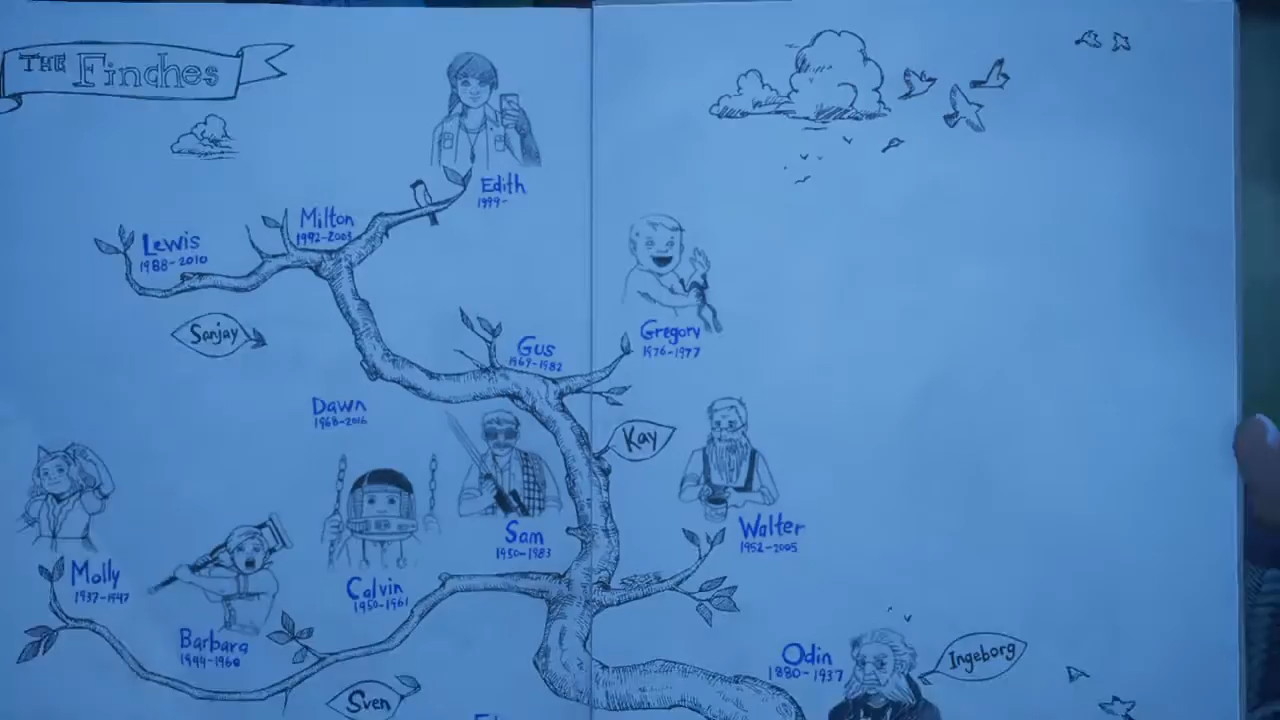 THE Finches
Edith
1999-
Milton
1992-2003
Lewis
1988-2010
Sanjay
Gregory
1976-1977
Gus
1969-1982
Dawn
1968-2016
Kay
Sam
1950-1983
Walter
1952-2005
Molly
1937-1947
Calvin
1950-1961
Barbara
1944-1960
Odin
1880-1937
Ingeborg
Sven